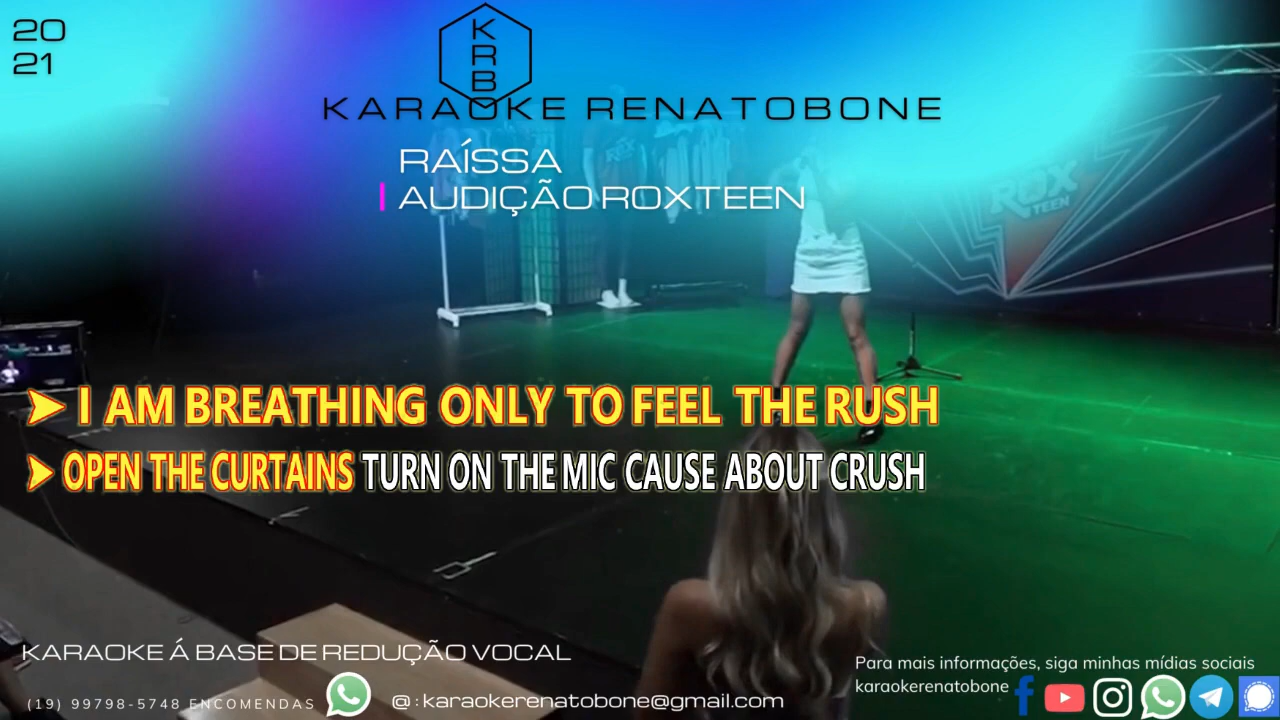 20
21
K
R
B
KARAOKE RENATOBONE
RAÍSSA
AUDIÇÃO ROXTEEN
ROX
TEEN
➤ I AM BREATHING ONLY TO FEEL THE RUSH
➤ OPEN THE CURTAINS TURN ON THE MIC CAUSE ABOUT CRUSH
KARAOKE Á BASE DE REDUÇÃO VOCAL
Para mais informações, siga minhas mídias sociais
karaokerenatobone
(19) 99798-5748 ENCOMENDAS
@:karaokerenatobone@gmail.com